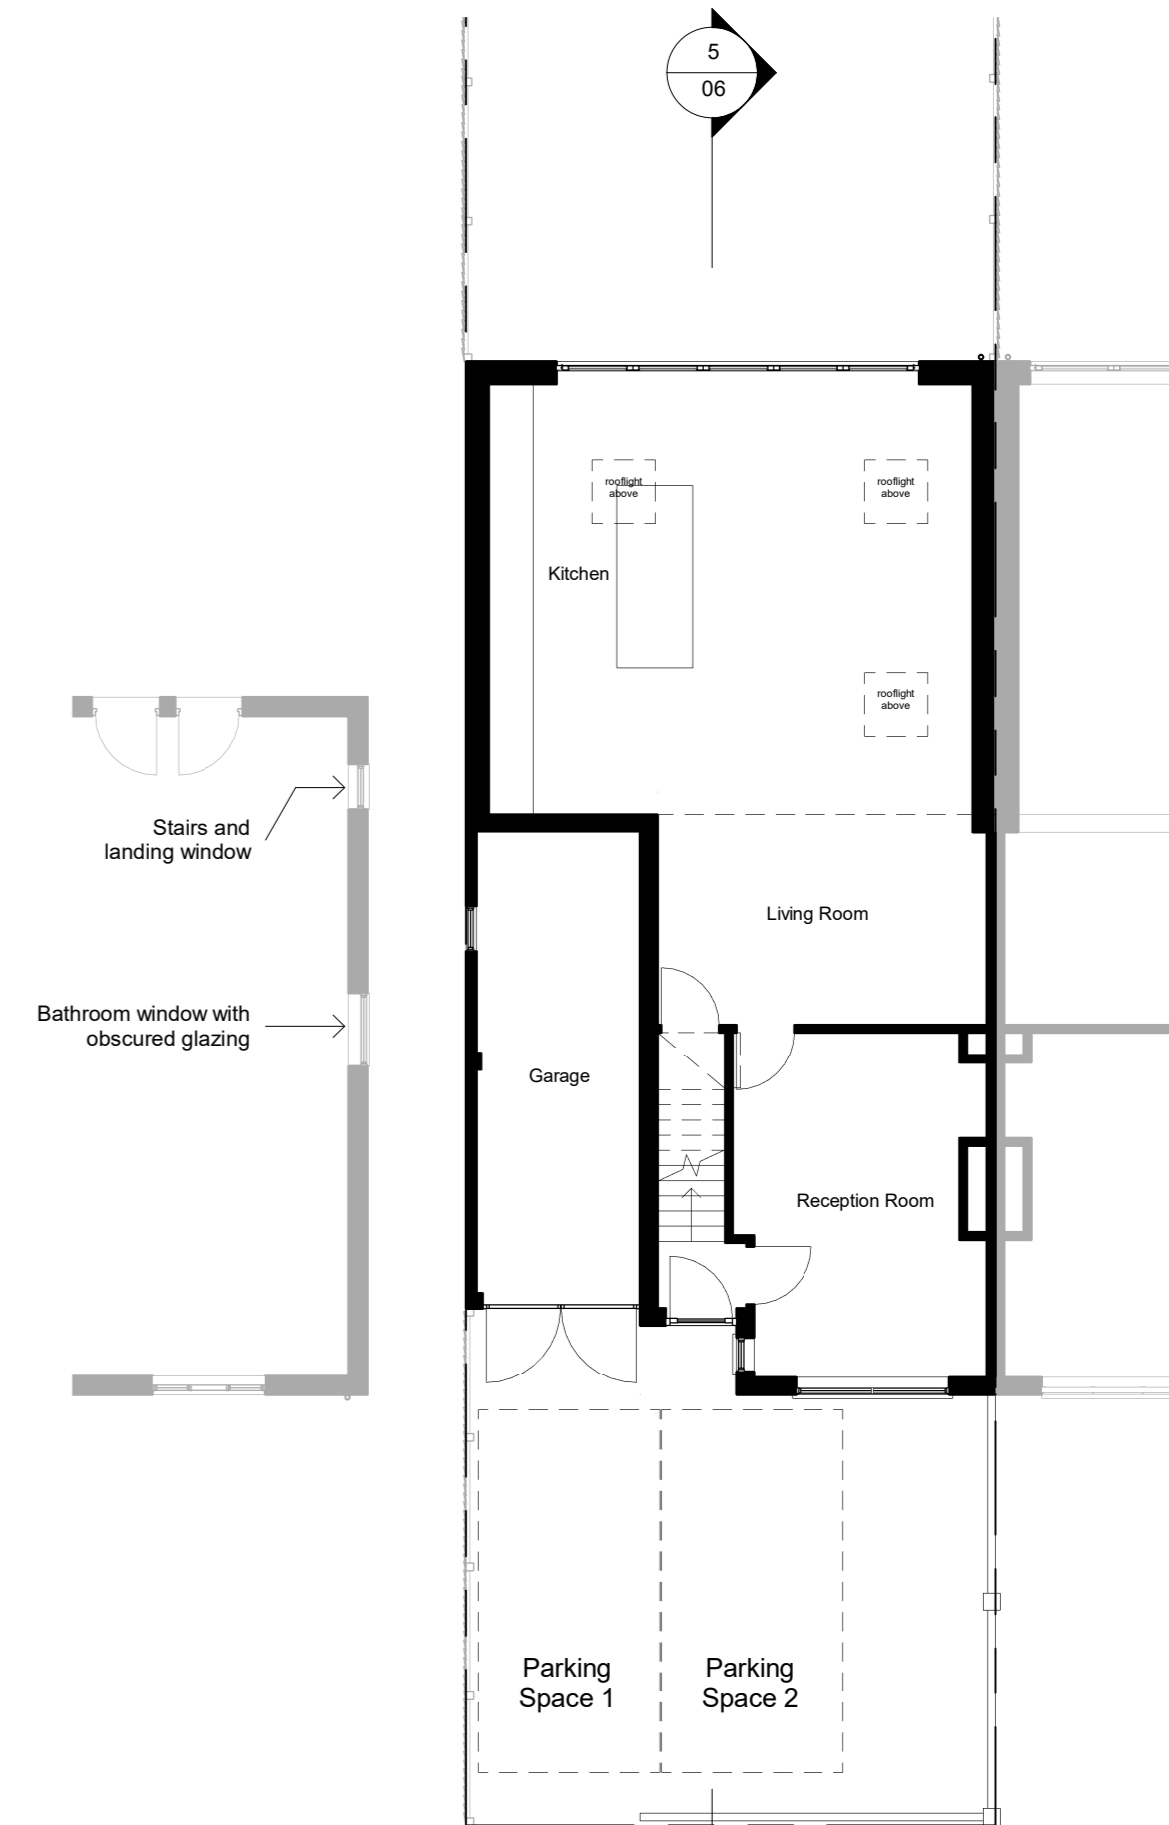 5
06
rooflight
above
rooflight
above
Kitchen
rooflight
above
Stairs and
landing window
Living Room
Bathroom window with
obscured glazing
Garage
Reception Room
Parking
Space 1
Parking
Space 2